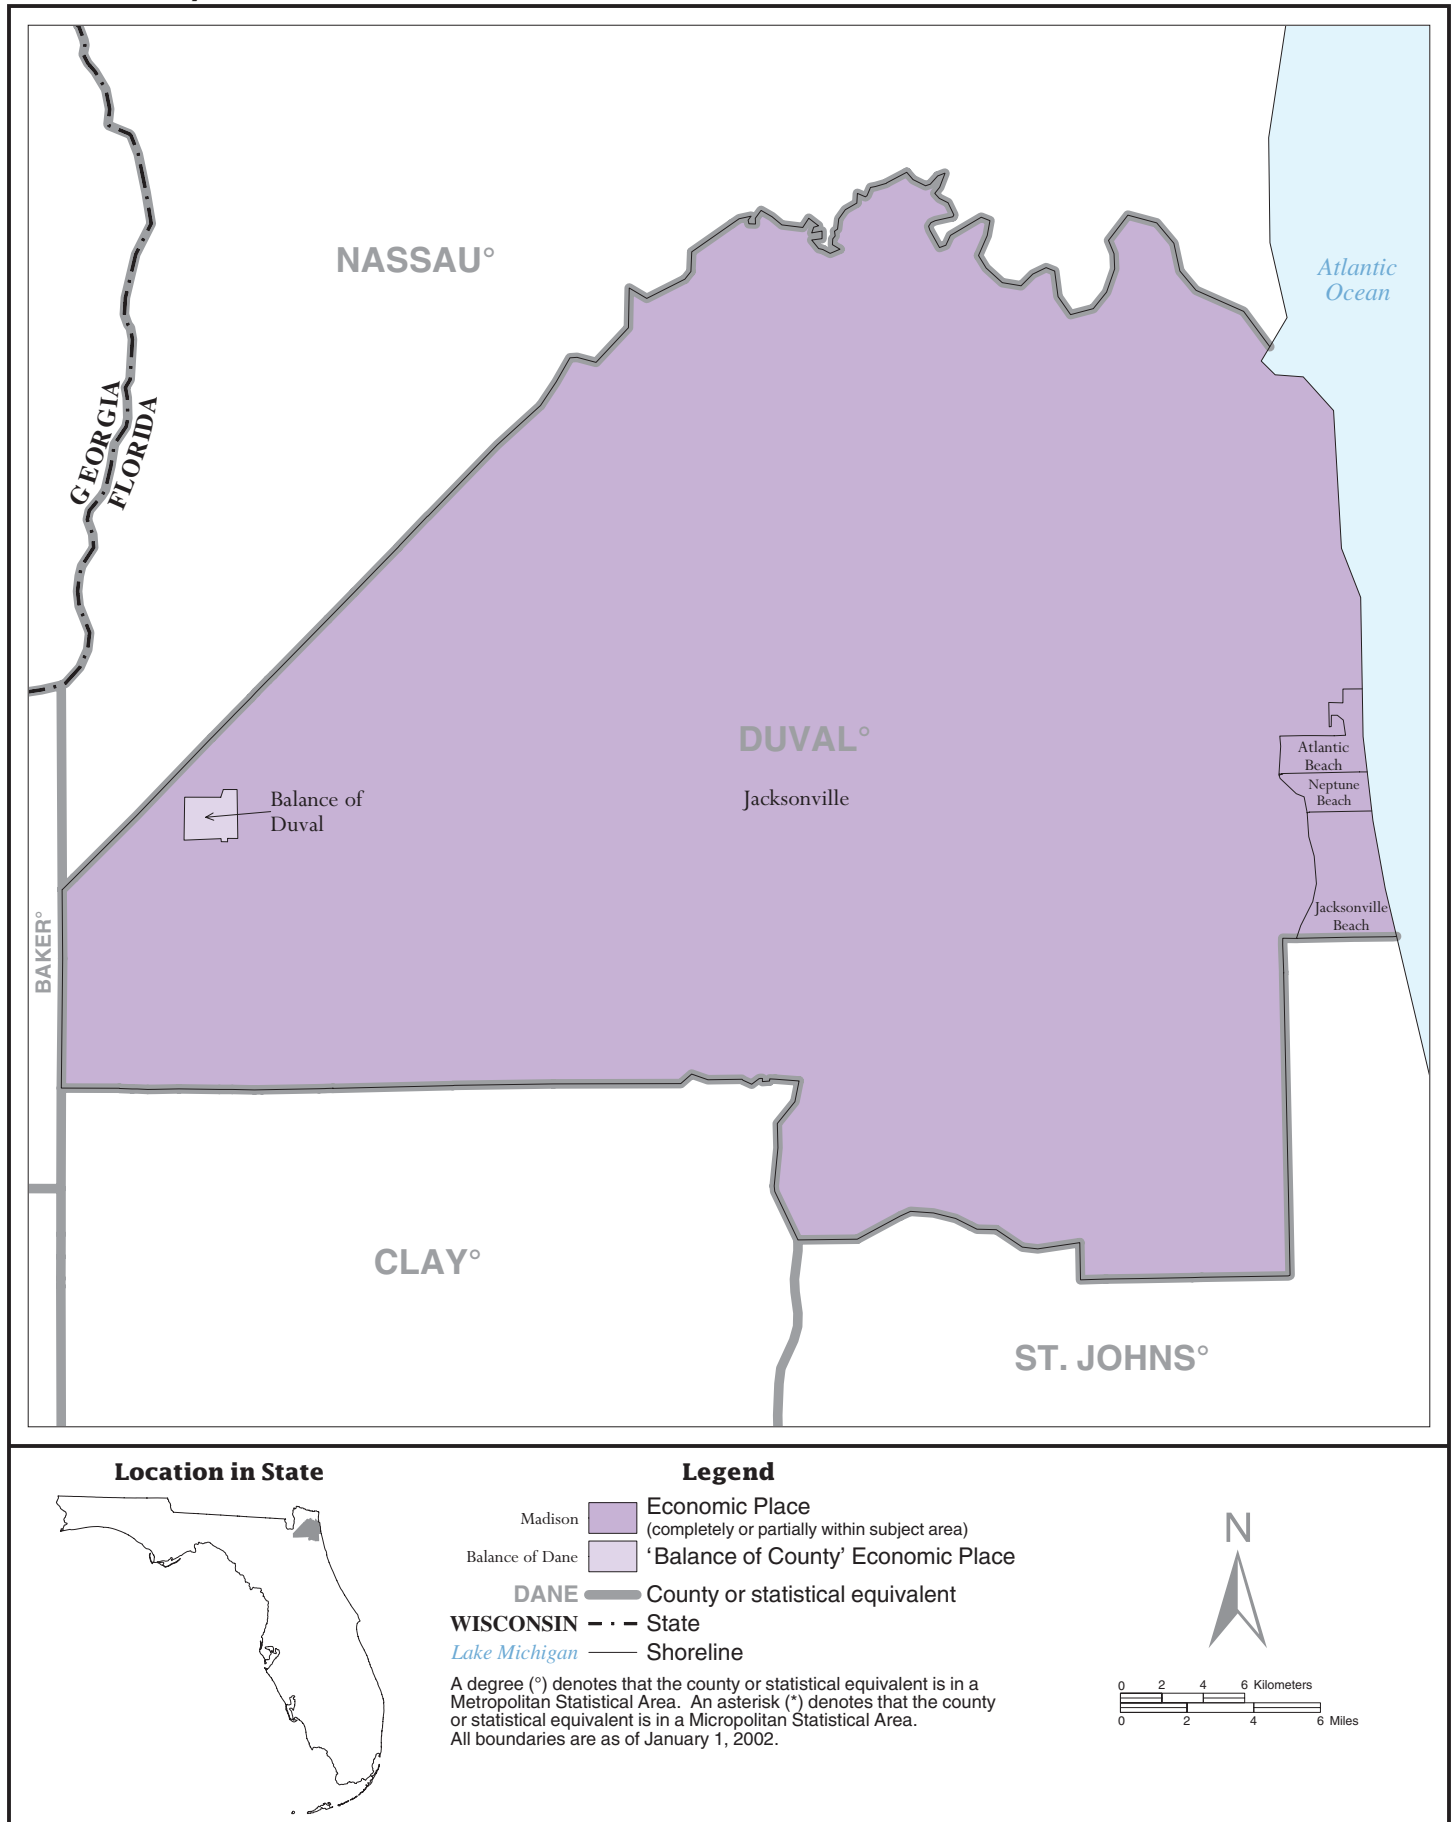 NASSAU°
Atlantic
Ocean
GEORGIA
FLORIDA
DUVAL°
Jacksonville
Balance of
Duval
Atlantic
Beach
Neptune
Beach
Jacksonville
Beach
BAKER°
CLAY°
ST. JOHNS°
Location in State
Legend
Madison Economic Place
(completely or partially within subject area)
Balance of Dane ‘Balance of County’ Economic Place
DANE County or statistical equivalent
WISCONSIN State
Lake Michigan Shoreline
A degree (°) denotes that the county or statistical equivalent is in a
Metropolitan Statistical Area. An asterisk (*) denotes that the county
or statistical equivalent is in a Micropolitan Statistical Area.
All boundaries are as of January 1, 2002.
N
0 2 4 6 Kilometers
0 2 4 6 Miles